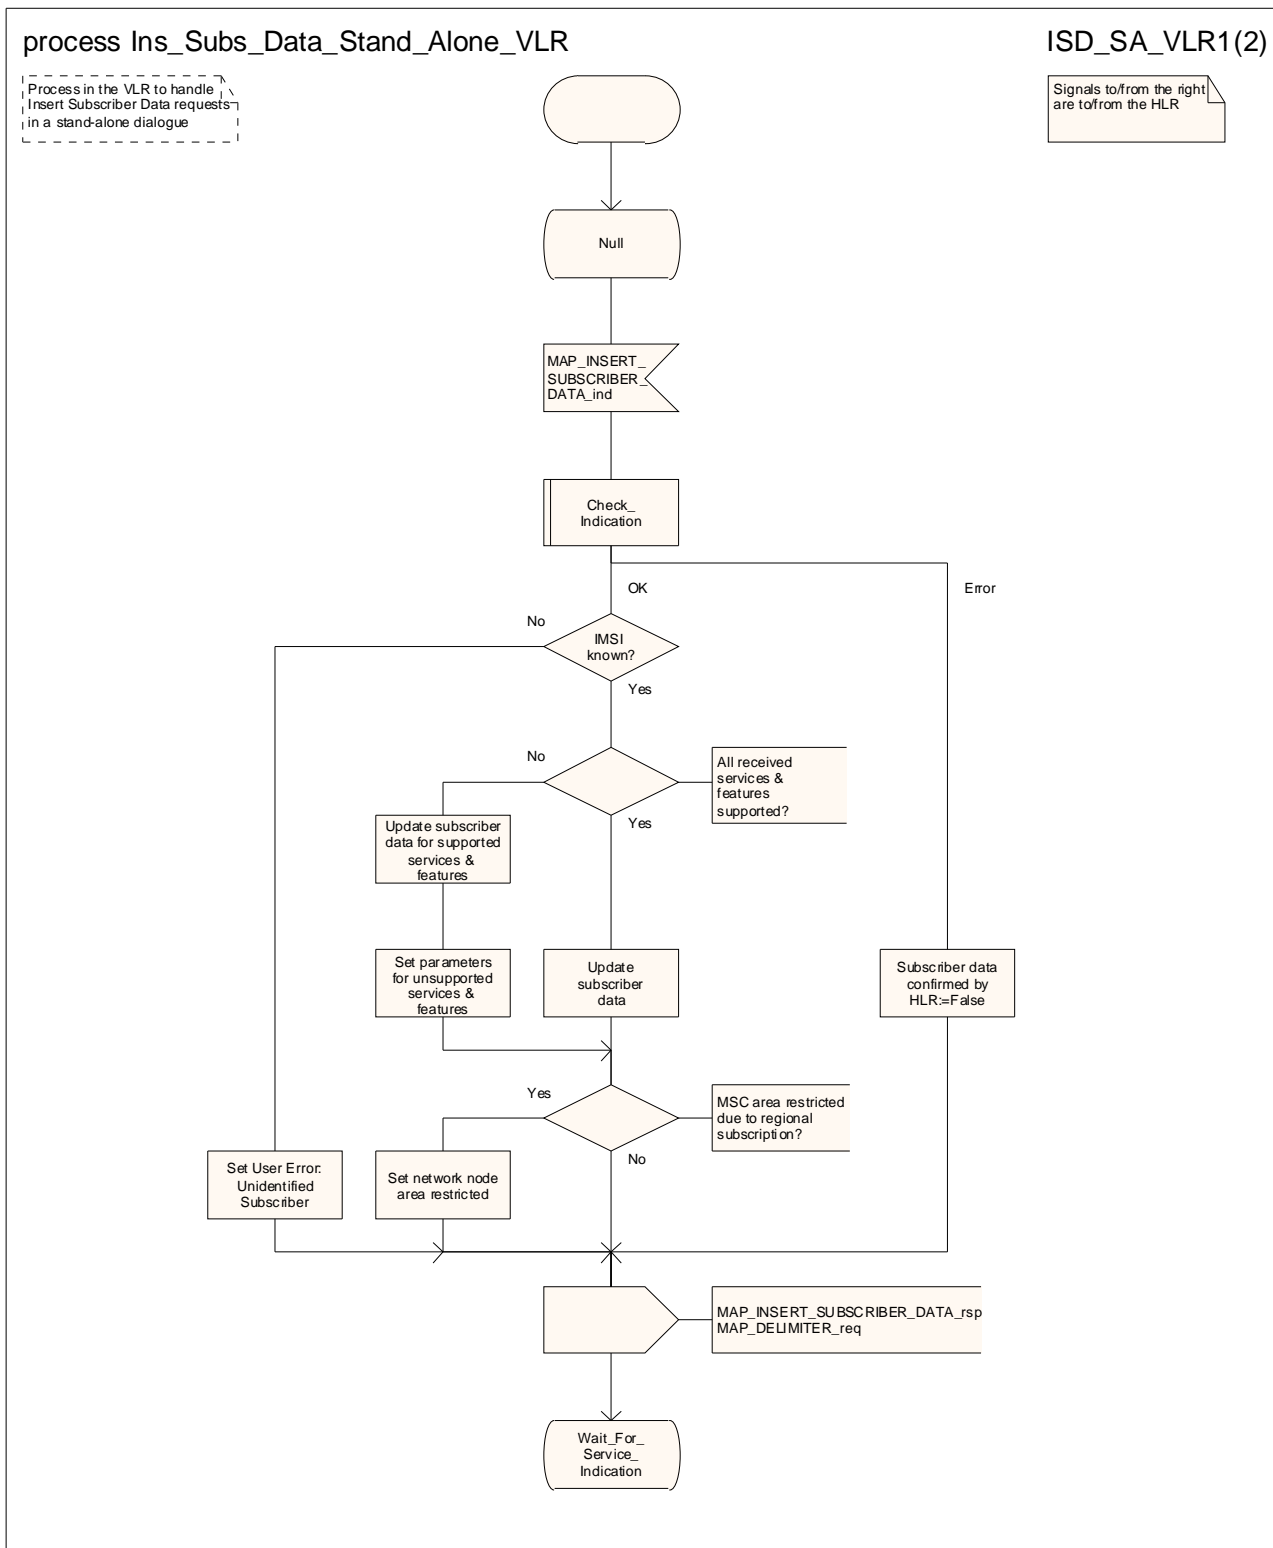 process Ins_Subs_Data_Stand_Alone_VLR
ISD_SA_VLR1(2)
Process in the VLR to handle
Insert Subscriber Data requests
in a stand-alone dialogue
Signals to/from the right
are to/from the HLR
Null
MAP_INSERT_
SUBSCRIBER_
DATA_ind
Check_
Indication
OK
Error
No
IMSI
known?
Yes
No
All received
services &
features
supported?
Yes
Update subscriber
data for supported
services &
features
Set parameters
for unsupported
services &
features
Update
subscriber
data
Subscriber data
confirmed by
HLR:=False
Yes
MSC area restricted
due to regional
subscription?
No
Set User Error:
Unidentified
Subscriber
Set network node
area restricted
MAP_INSERT_SUBSCRIBER_DATA_rsp
MAP_DELIMITER_req
Wait_For_
Service_
Indication